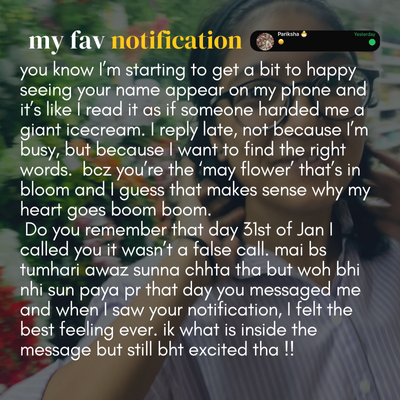 my fav notification
Pariksha
Yesterday
you know I'm starting to get a bit to happy
seeing your name appear on my phone and
it's like I read it as if someone handed me a
giant icecream. I reply late, not because I'm
busy, but because I want to find the right
words.  bcz you're the 'may flower' that's in
bloom and I guess that makes sense why my
heart goes boom boom.
Do you remember that day 31st of Jan I
called you it wasn't a false call. mai bs
tumhari awaz sunna chhta tha but woh bhi
nhi sun paya pr that day you messaged me
and when I saw your notification, I felt the
best feeling ever. ik what is inside the
message but still bht excited tha !!